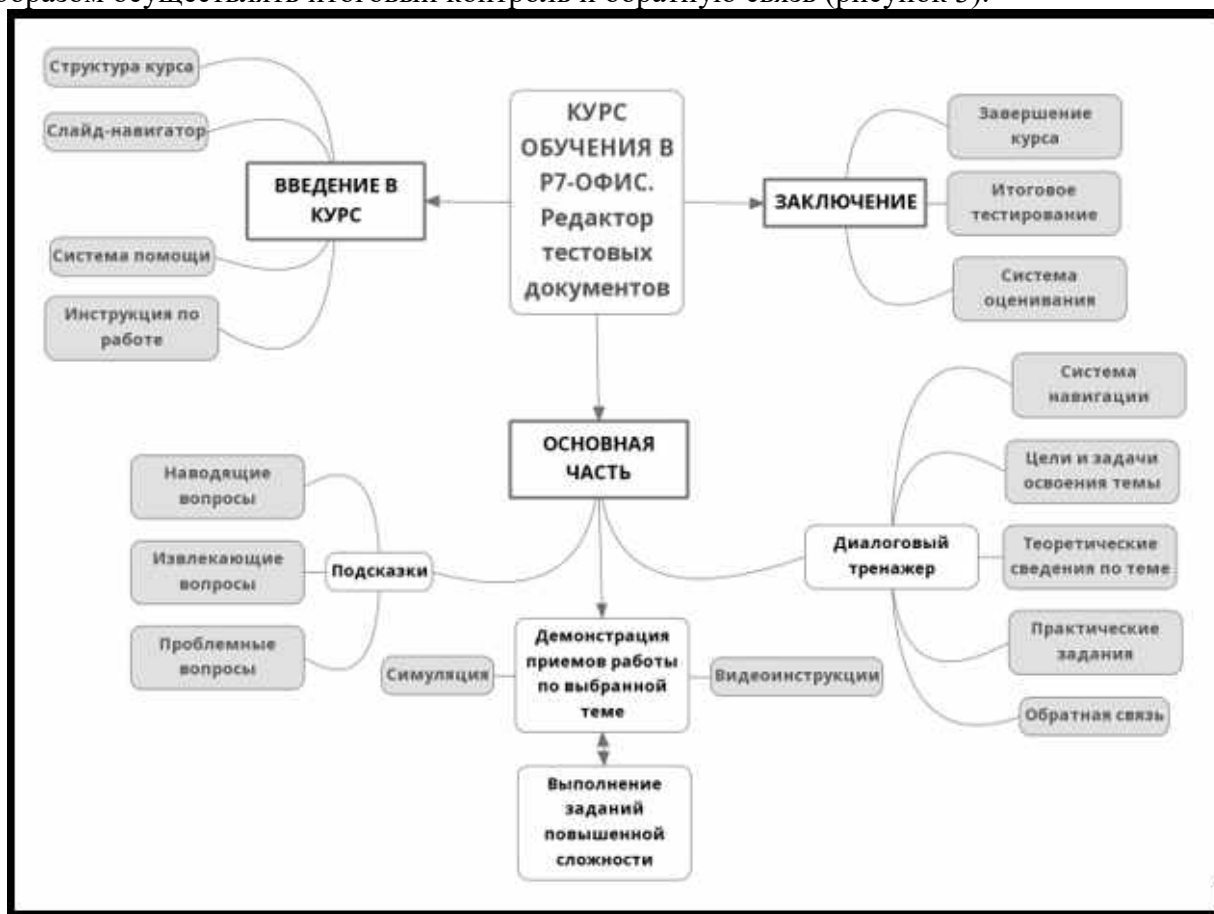 образом осуществлять итоговый контроль и обратную связь (рисунок 3).
КУРС
ОБУЧЕНИЯ В
Р7-ОФИС.
Редактор
тестовых
документов
ВВЕДЕНИЕ В
КУРС
Структура курса
Слайд-навигатор
Система помощи
Инструкция по
работе
ЗАКЛЮЧЕНИЕ
Завершение
курса
Итоговое
тестирование
Система
оценивания
ОСНОВНАЯ
ЧАСТЬ
Подсказки
Наводящие
вопросы
Извлекающие
вопросы
Проблемные
вопросы
Демонстрация
приемов работы
по выбранной
теме
Симуляция
Видеоинструкции
Выполнение
заданий
повышенной
сложности
Диалоговый
тренажер
Система
навигации
Цели и задачи
освоения темы
Теоретические
сведения по теме
Практические
задания
Обратная связь